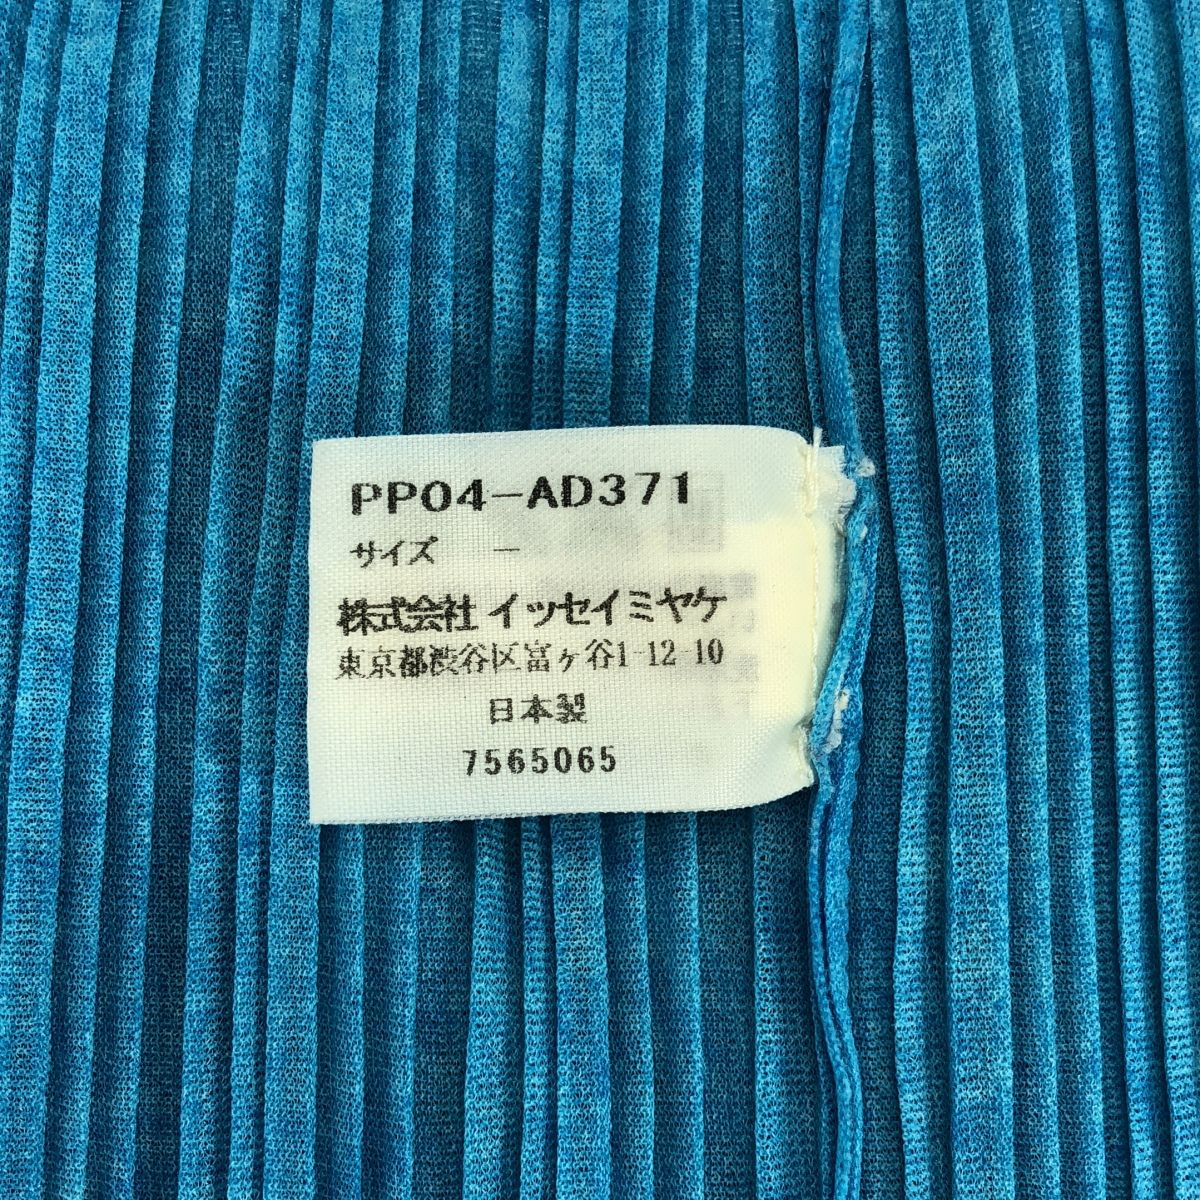 PP04-AD371
サイズ －
株式会社 イッセイミヤケ
東京都渋谷区富ヶ谷1-12-10
日本製
7565065